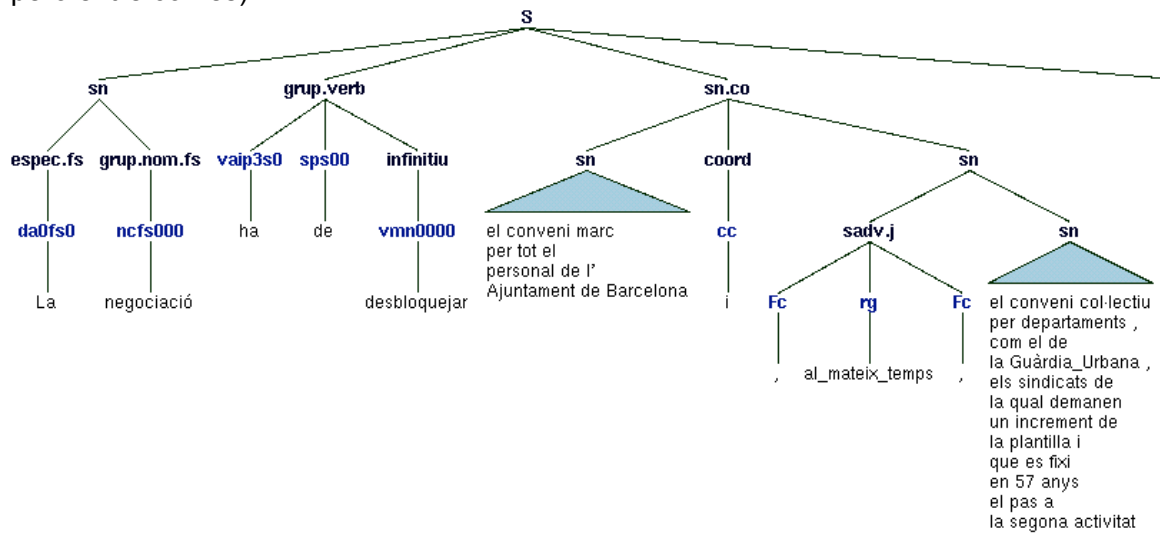 S
sn grup.verb sn.co
espec.fs grup.nom.fs vaip3s0 sps00 infinitiu sn coord sn
da0fs0 ncfs000 ha de vmn0000 cc sadv.j sn
La negociació desbloquejar i Fc rg Fc
el conveni marc
per tot el
personal de l'
Ajuntament de Barcelona
, al_mateix_temps ,
el conveni col·lectiu
per departaments ,
com el de
la Guàrdia_Urbana ,
els sindicats de
la qual demanen
un increment de
la plantilla i
que es fixi
en 57 anys
el pas a
la segona activitat